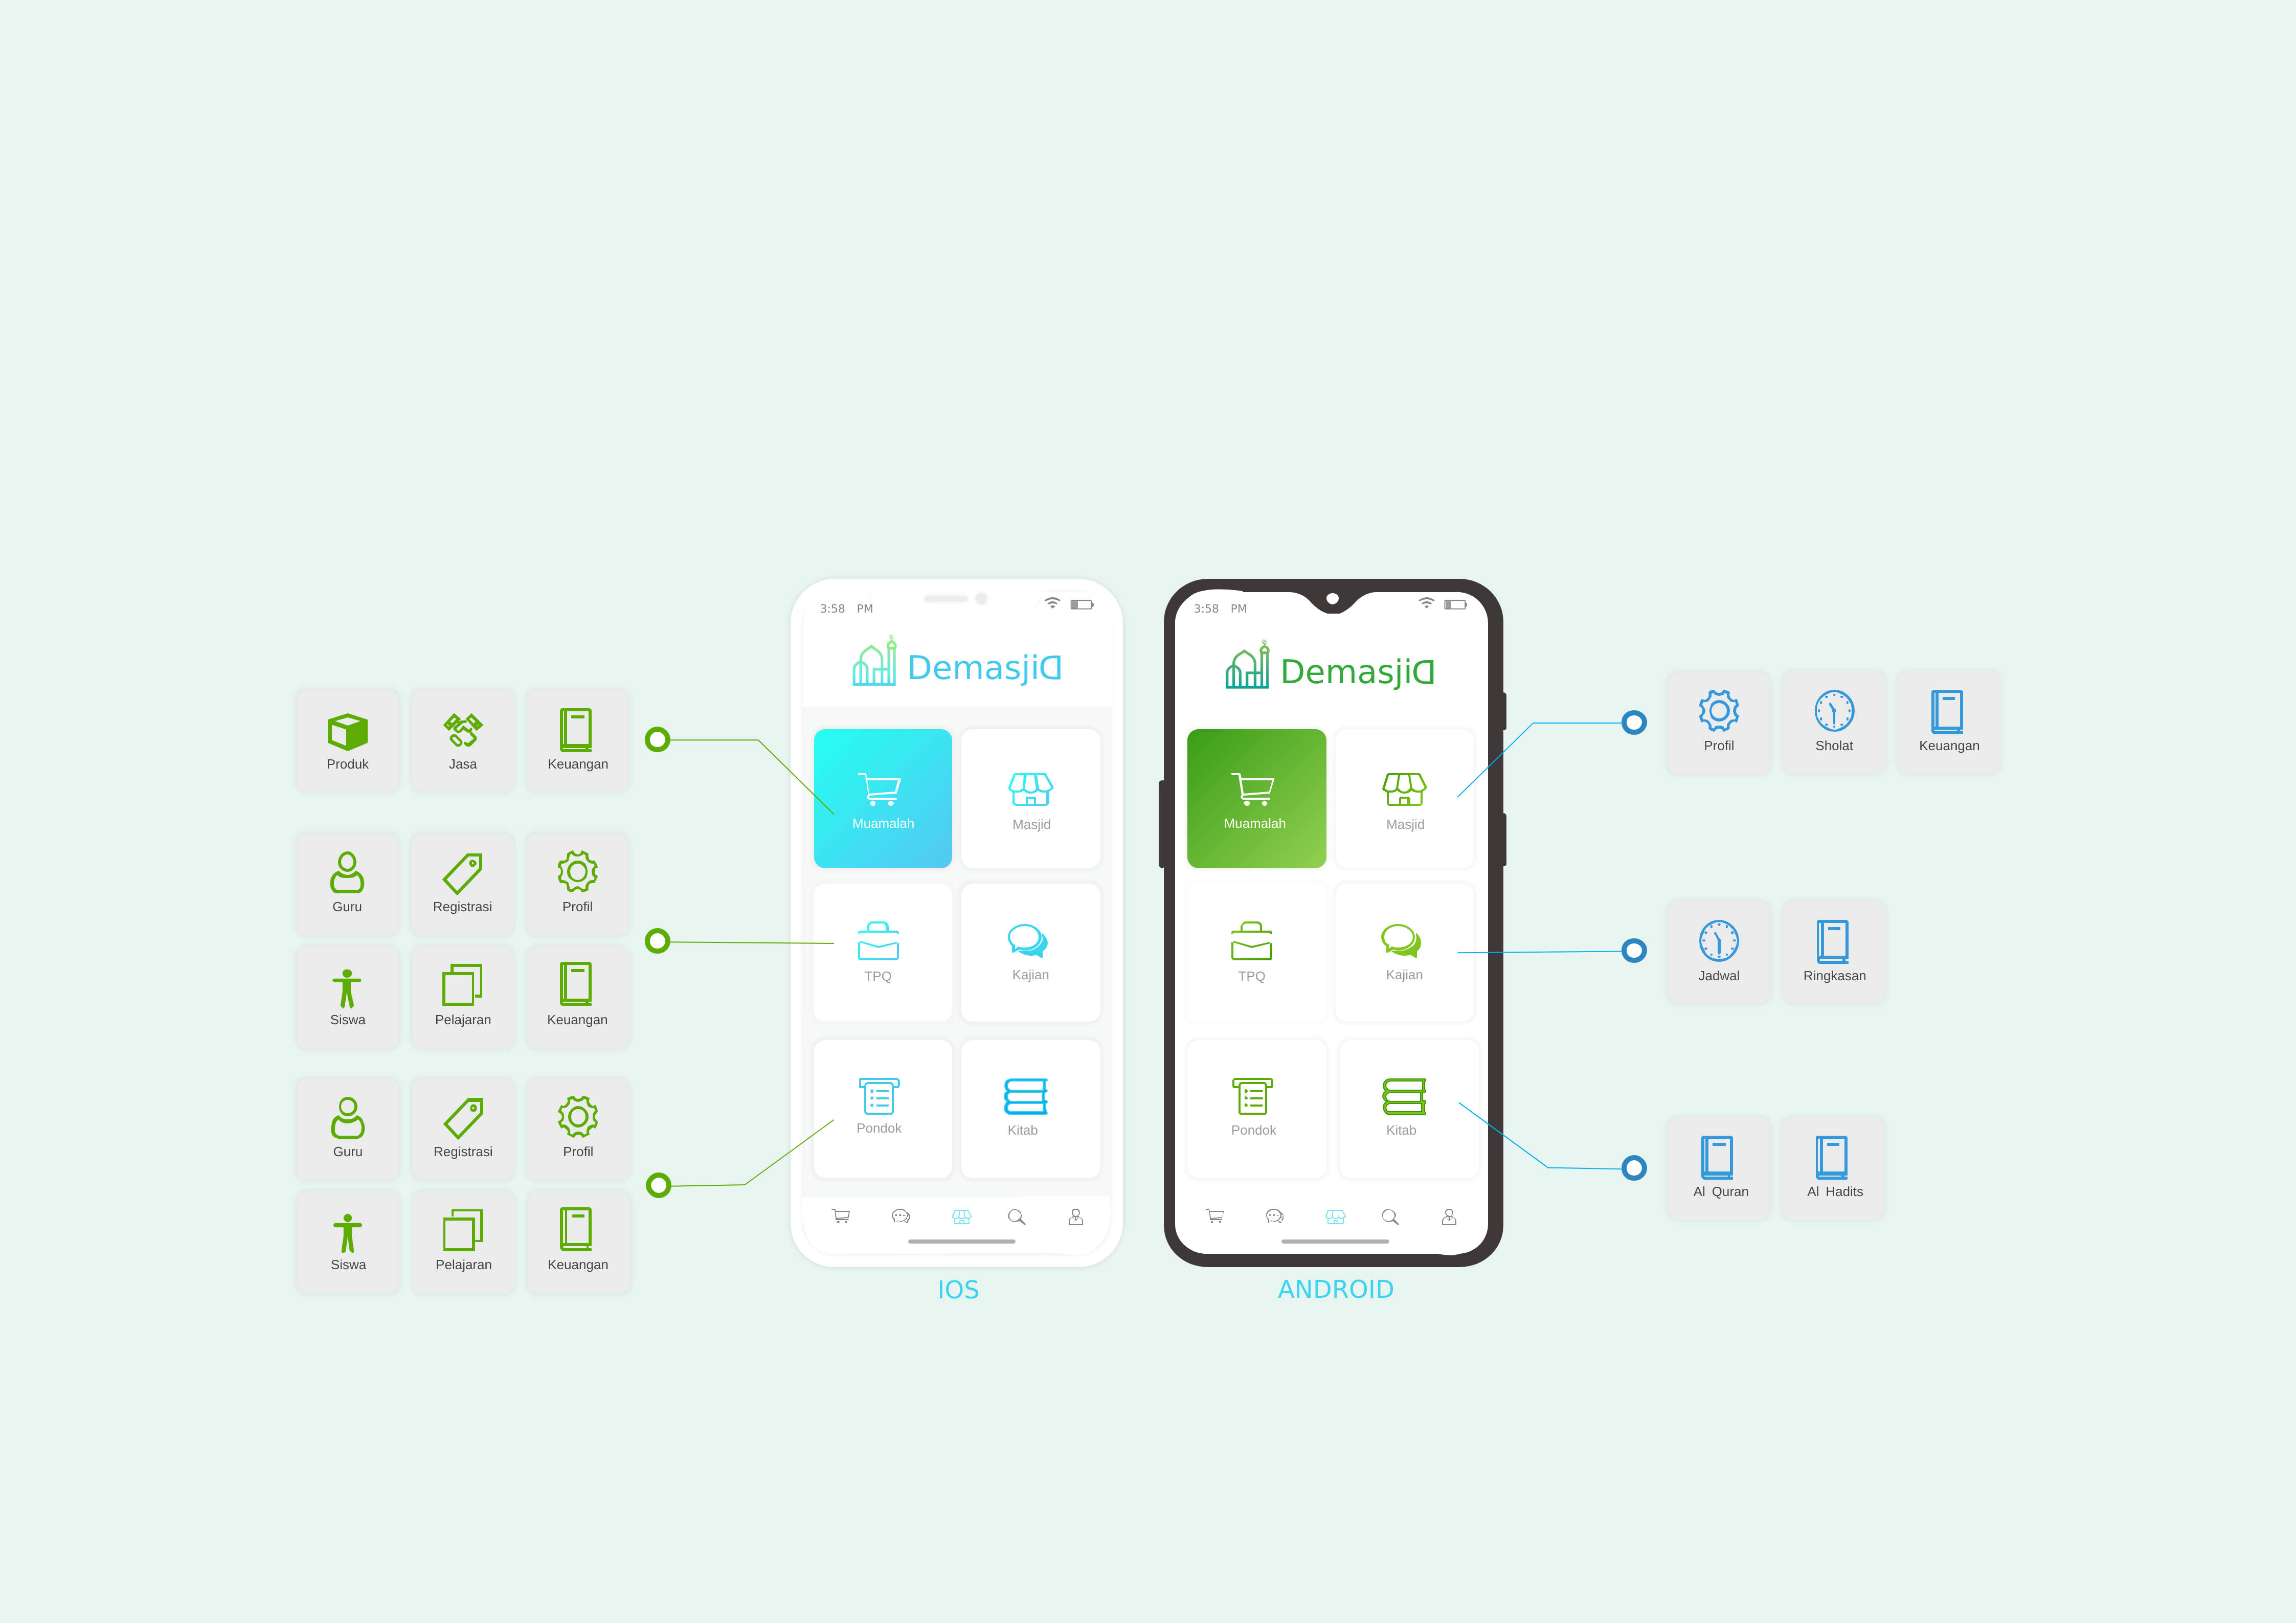 3:58 PM
DemasjiD
Muamalah
Masjid
TPQ
Kajian
Pondok
Kitab
IOS
3:58 PM
DemasjiD
Muamalah
Masjid
TPQ
Kajian
Pondok
Kitab
ANDROID
Produk
Jasa
Keuangan
Guru
Registrasi
Profil
Siswa
Pelajaran
Keuangan
Guru
Registrasi
Profil
Siswa
Pelajaran
Keuangan
Profil
Sholat
Keuangan
Jadwal
Ringkasan
Al Quran
Al Hadits